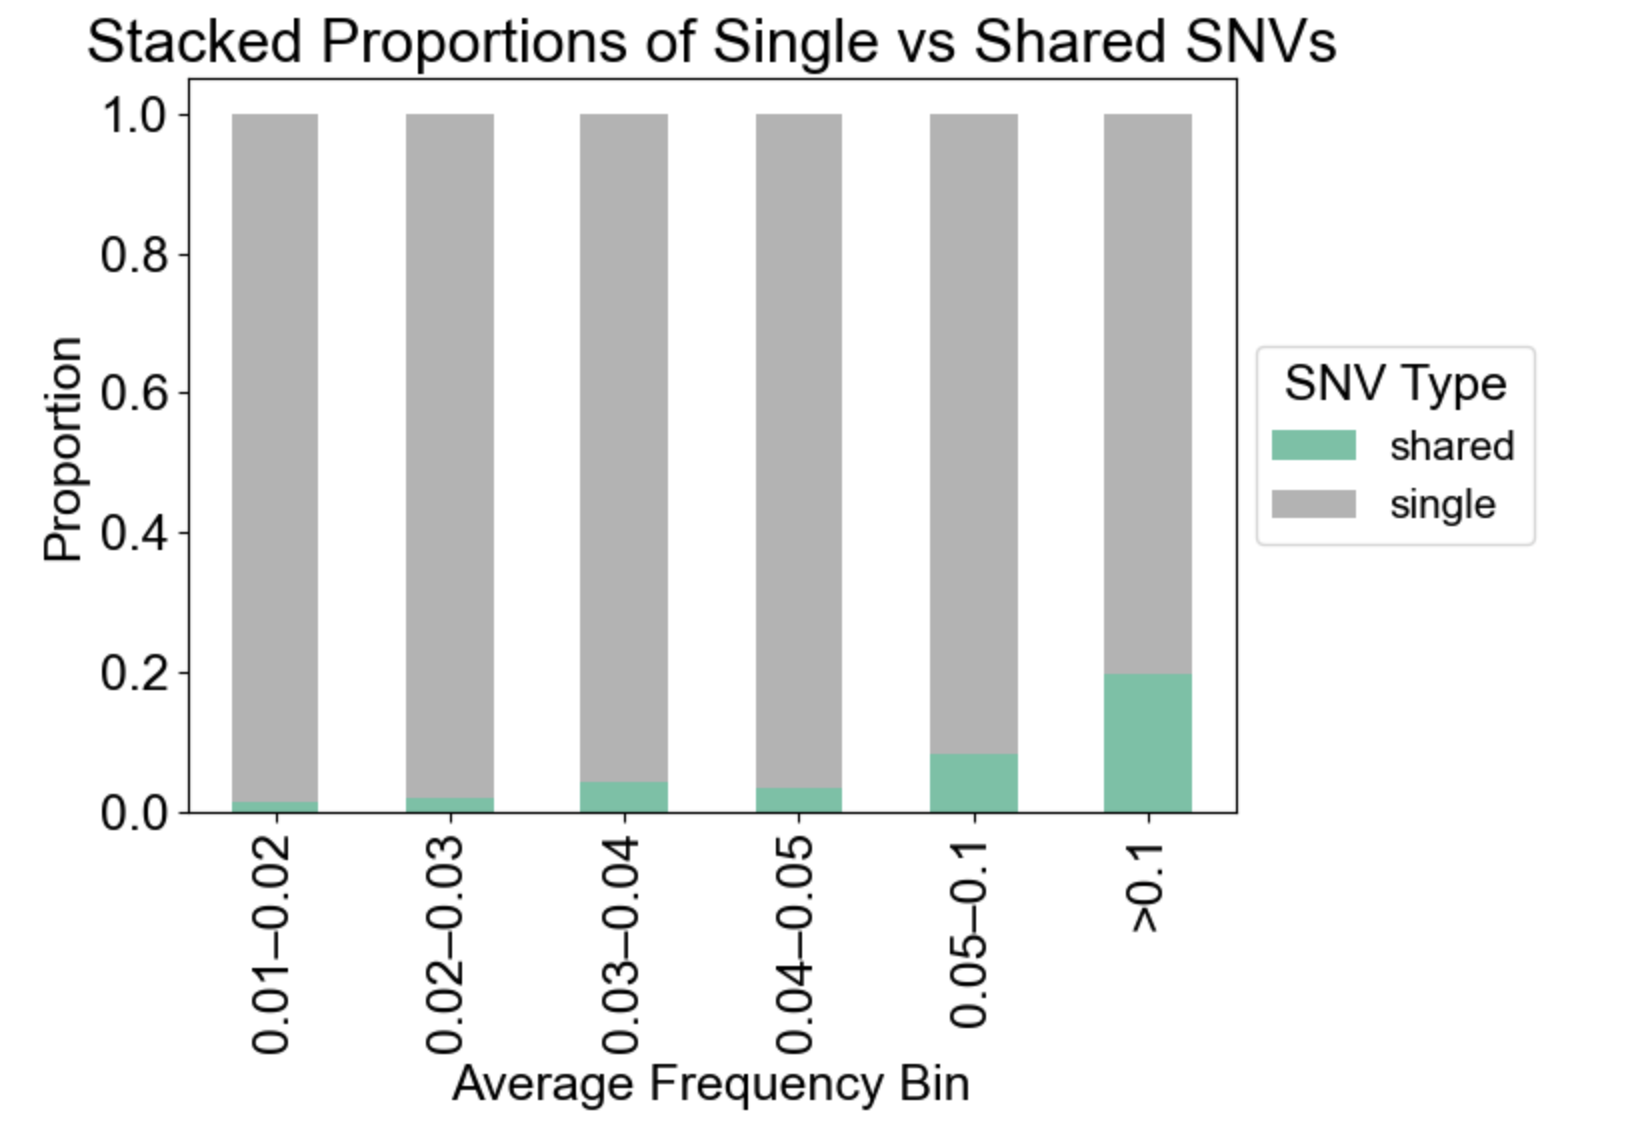 Stacked Proportions of Single vs Shared SNVs
1.0
0.8
0.6
0.4
0.2
0.0
Proportion
0.01–0.02
0.02–0.03
0.03–0.04
0.04–0.05
0.05–0.1
>0.1
Average Frequency Bin
SNV Type
shared
single